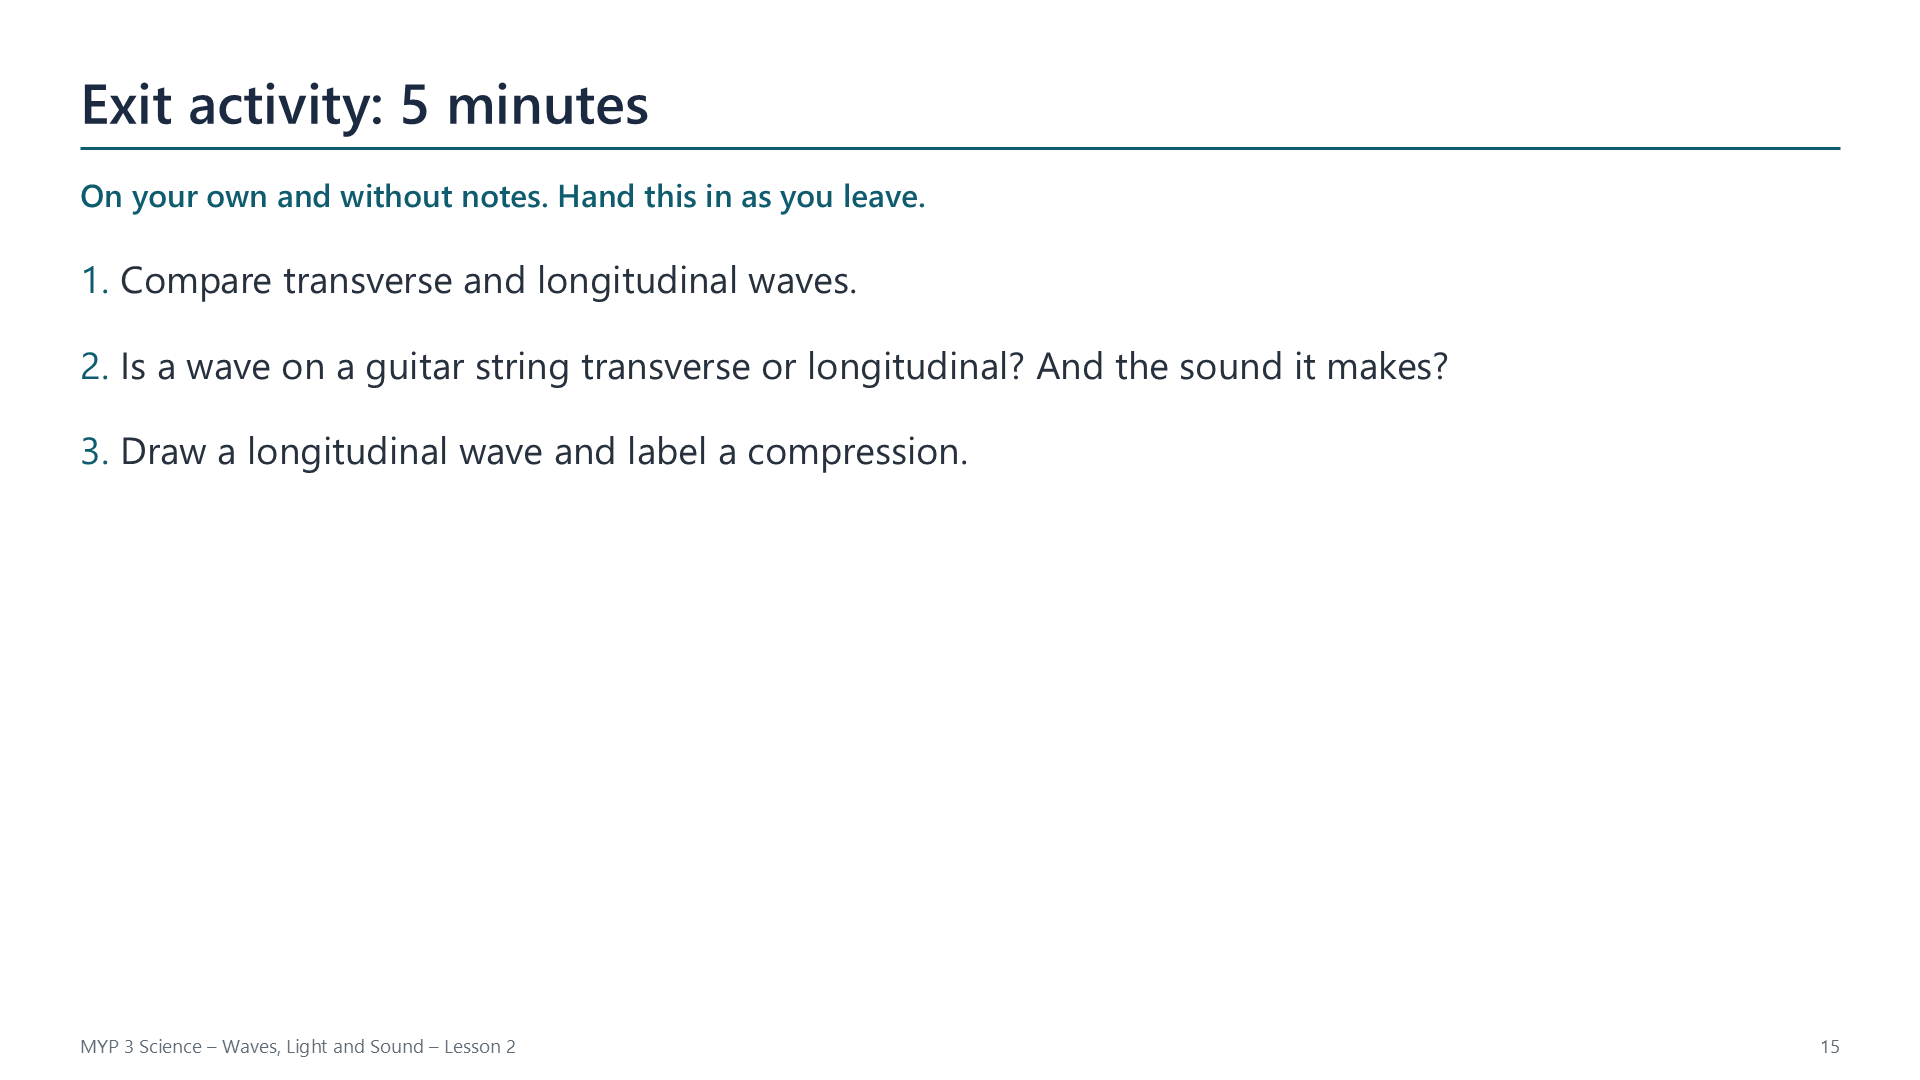 Exit activity: 5 minutes
On your own and without notes. Hand this in as you leave.
1. Compare transverse and longitudinal waves.
2. Is a wave on a guitar string transverse or longitudinal? And the sound it makes?
3. Draw a longitudinal wave and label a compression.
MYP 3 Science – Waves, Light and Sound – Lesson 2
15